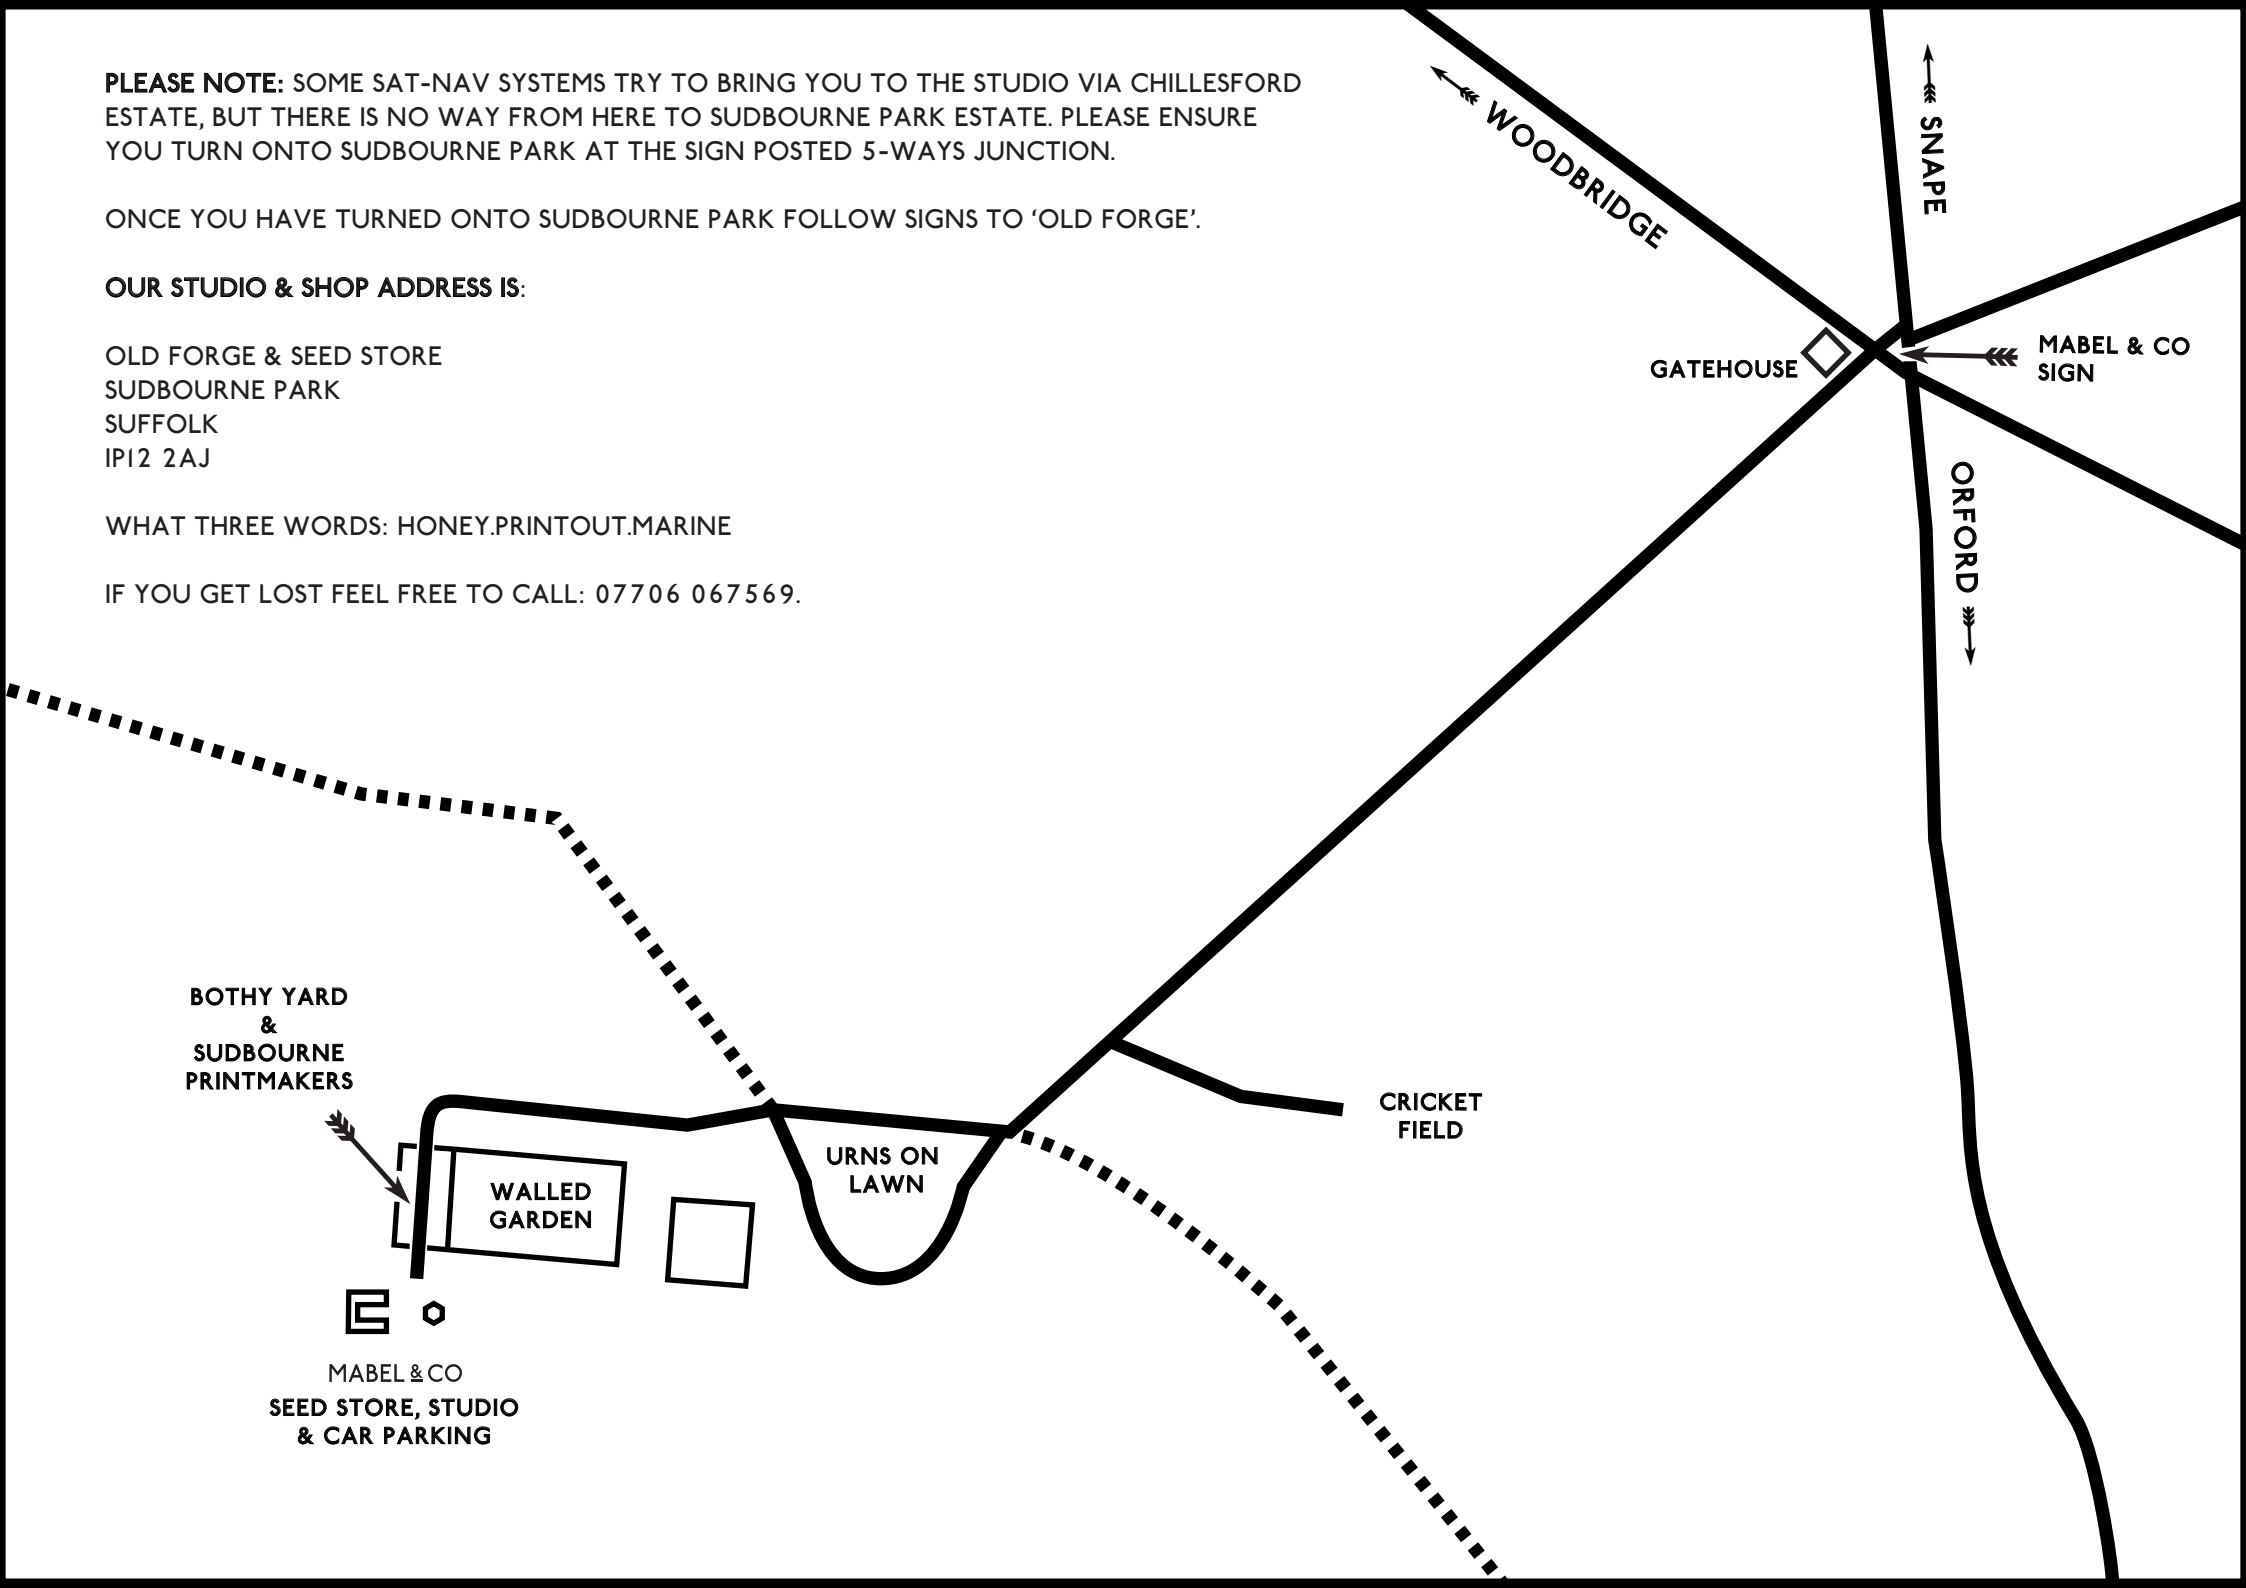 PLEASE NOTE: SOME SAT-NAV SYSTEMS TRY TO BRING YOU TO THE STUDIO VIA CHILLESFORD
ESTATE, BUT THERE IS NO WAY FROM HERE TO SUDBOURNE PARK ESTATE. PLEASE ENSURE
YOU TURN ONTO SUDBOURNE PARK AT THE SIGN POSTED 5-WAYS JUNCTION.
ONCE YOU HAVE TURNED ONTO SUDBOURNE PARK FOLLOW SIGNS TO ‘OLD FORGE’.
OUR STUDIO & SHOP ADDRESS IS:
OLD FORGE & SEED STORE
SUDBOURNE PARK
SUFFOLK
IP12 2AJ
WHAT THREE WORDS: HONEY.PRINTOUT.MARINE
IF YOU GET LOST FEEL FREE TO CALL: 07706 067569.
WOODBRIDGE
SNAPE
GATEHOUSE
MABEL & CO
SIGN
ORFORD
BOTHY YARD
&
SUDBOURNE
PRINTMAKERS
CRICKET
FIELD
URNS ON
LAWN
WALLED
GARDEN
MABEL & CO
SEED STORE, STUDIO
& CAR PARKING